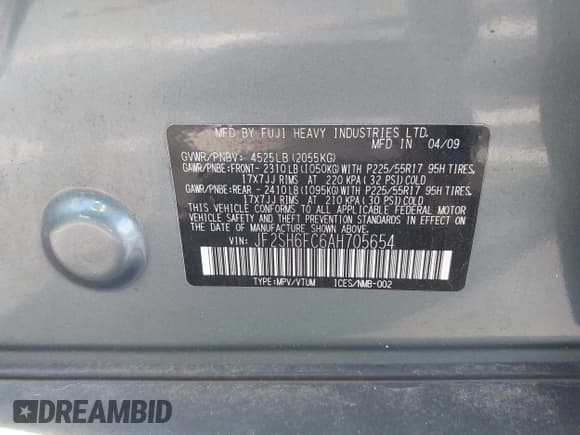 MFD BY FUJI HEAVY INDUSTRIES LTD.
MFD IN 04/09
GVWR/PNBV: 4525LB (2055KG)
GAWR/PNBE:FRONT- 2310LB (1050KG) WITH P225/55R17 95H TIRES,
17X7JJ RIMS AT 220 KPA (32 PSI) COLD
GAWR/PNBE:REAR - 2410LB (1095KG) WITH P225/55R17 95H TIRES,
17X7JJ RIMS AT 210 KPA (30 PSI) COLD
THIS VEHICLE CONFORMS TO ALL APPLICABLE FEDERAL MOTOR
VEHICLE SAFETY AND THEFT PREVENTION STANDARDS IN EFFECT ON
THE DATE OF MANUFACTURE SHOWN ABOVE.
VIN: JF2SH6FC6AH705654
TYPE:MPV/VTUM ICES/NMB-002
DREAMBID